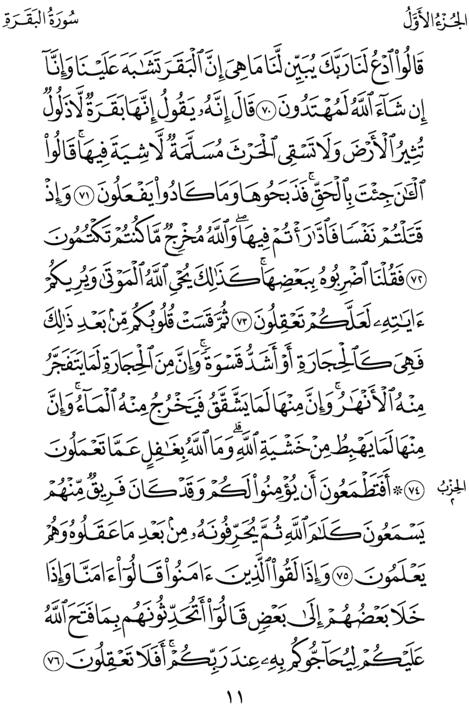 الجُزْءُ الأَوَّلُ
سُورَةُ البَقَرَةِ
قَالُوا۟ ٱدْعُ لَنَا رَبَّكَ يُبَيِّن لَّنَا مَا هِىَ إِنَّ ٱلْبَقَرَ تَشَـٰبَهَ عَلَيْنَا وَإِنَّآ
إِن شَآءَ ٱللَّهُ لَمُهْتَدُونَ ٧٠ قَالَ إِنَّهُۥ يَقُولُ إِنَّهَا بَقَرَةٌ لَّا ذَلُولٌ
تُثِيرُ ٱلْأَرْضَ وَلَا تَسْقِى ٱلْحَرْثَ مُسَلَّمَةٌ لَّا شِيَةَ فِيهَا ۚ قَالُوا۟
ٱلْـَٔـٰنَ جِئْتَ بِٱلْحَقِّ ۚ فَذَبَحُوهَا وَمَا كَادُوا۟ يَفْعَلُونَ ٧١ وَإِذْ
قَتَلْتُمْ نَفْسًا فَٱدَّٰرَْٰٔتُمْ فِيهَا ۖ وَٱللَّهُ مُخْرِجٌ مَّا كُنتُمْ تَكْتُمُونَ
٧٢ فَقُلْنَا ٱضْرِبُوهُ بِبَعْضِهَا ۚ كَذَٰلِكَ يُحْىِ ٱللَّهُ ٱلْمَوْتَىٰ وَيُرِيكُمْ
ءَايَـٰتِهِۦ لَعَلَّكُمْ تَعْقِلُونَ ٧٣ ثُمَّ قَسَتْ قُلُوبُكُم مِّنۢ بَعْدِ ذَٰلِكَ
فَهِىَ كَٱلْحِجَارَةِ أَوْ أَشَدُّ قَسْوَةً ۚ وَإِنَّ مِنَ ٱلْحِجَارَةِ لَمَا يَتَفَجَّرُ
مِنْهُ ٱلْأَنْهَـٰرُ ۚ وَإِنَّ مِنْهَا لَمَا يَشَّقَّقُ فَيَخْرُجُ مِنْهُ ٱلْمَآءُ ۚ وَإِنَّ
مِنْهَا لَمَا يَهْبِطُ مِنْ خَشْيَةِ ٱللَّهِ ۗ وَمَا ٱللَّهُ بِغَـٰفِلٍ عَمَّا تَعْمَلُونَ
٧٤ ۞ أَفَتَطْمَعُونَ أَن يُؤْمِنُوا۟ لَكُمْ وَقَدْ كَانَ فَرِيقٌ مِّنْهُمْ
الحِزْبُ
٢
يَسْمَعُونَ كَلَـٰمَ ٱللَّهِ ثُمَّ يُحَرِّفُونَهُۥ مِنۢ بَعْدِ مَا عَقَلُوهُ وَهُمْ
يَعْلَمُونَ ٧٥ وَإِذَا لَقُوا۟ ٱلَّذِينَ ءَامَنُوا۟ قَالُوٓا۟ ءَامَنَّا وَإِذَا
خَلَا بَعْضُهُمْ إِلَىٰ بَعْضٍ قَالُوٓا۟ أَتُحَدِّثُونَهُم بِمَا فَتَحَ ٱللَّهُ
عَلَيْكُمْ لِيُحَآجُّوكُم بِهِۦ عِندَ رَبِّكُمْ ۚ أَفَلَا تَعْقِلُونَ ٧٦
١١